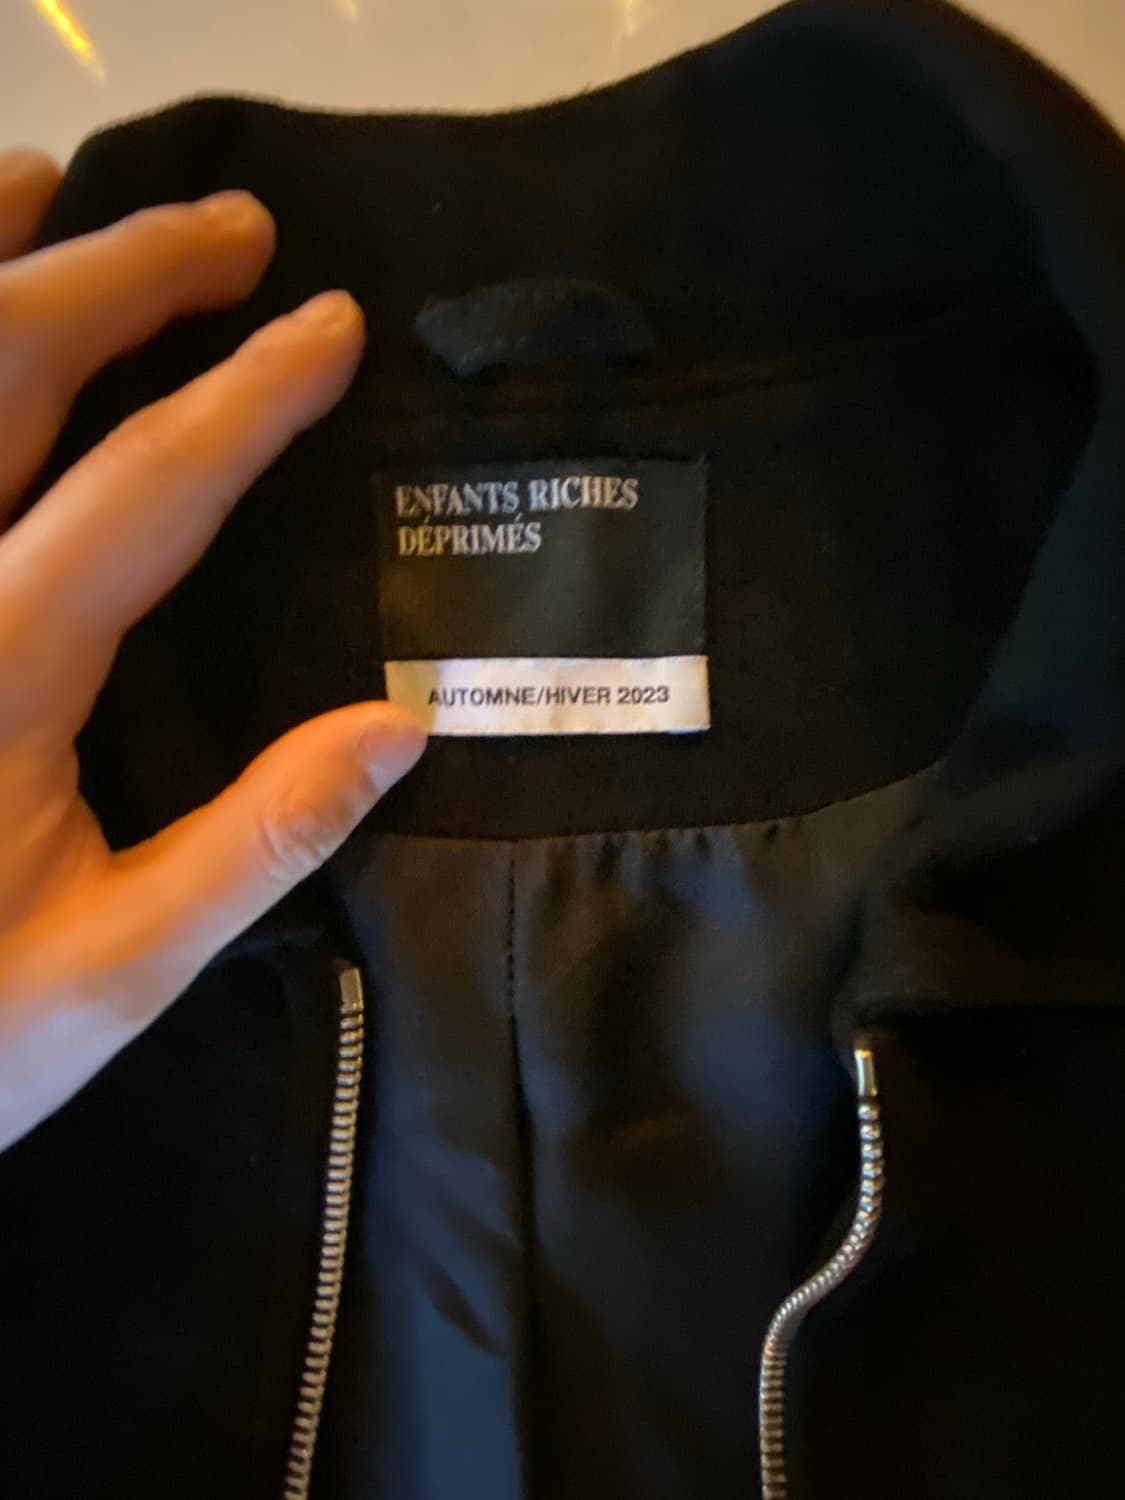 ENFANTS RICHES
DÉPRIMÉS
AUTOMNE/HIVER 2023